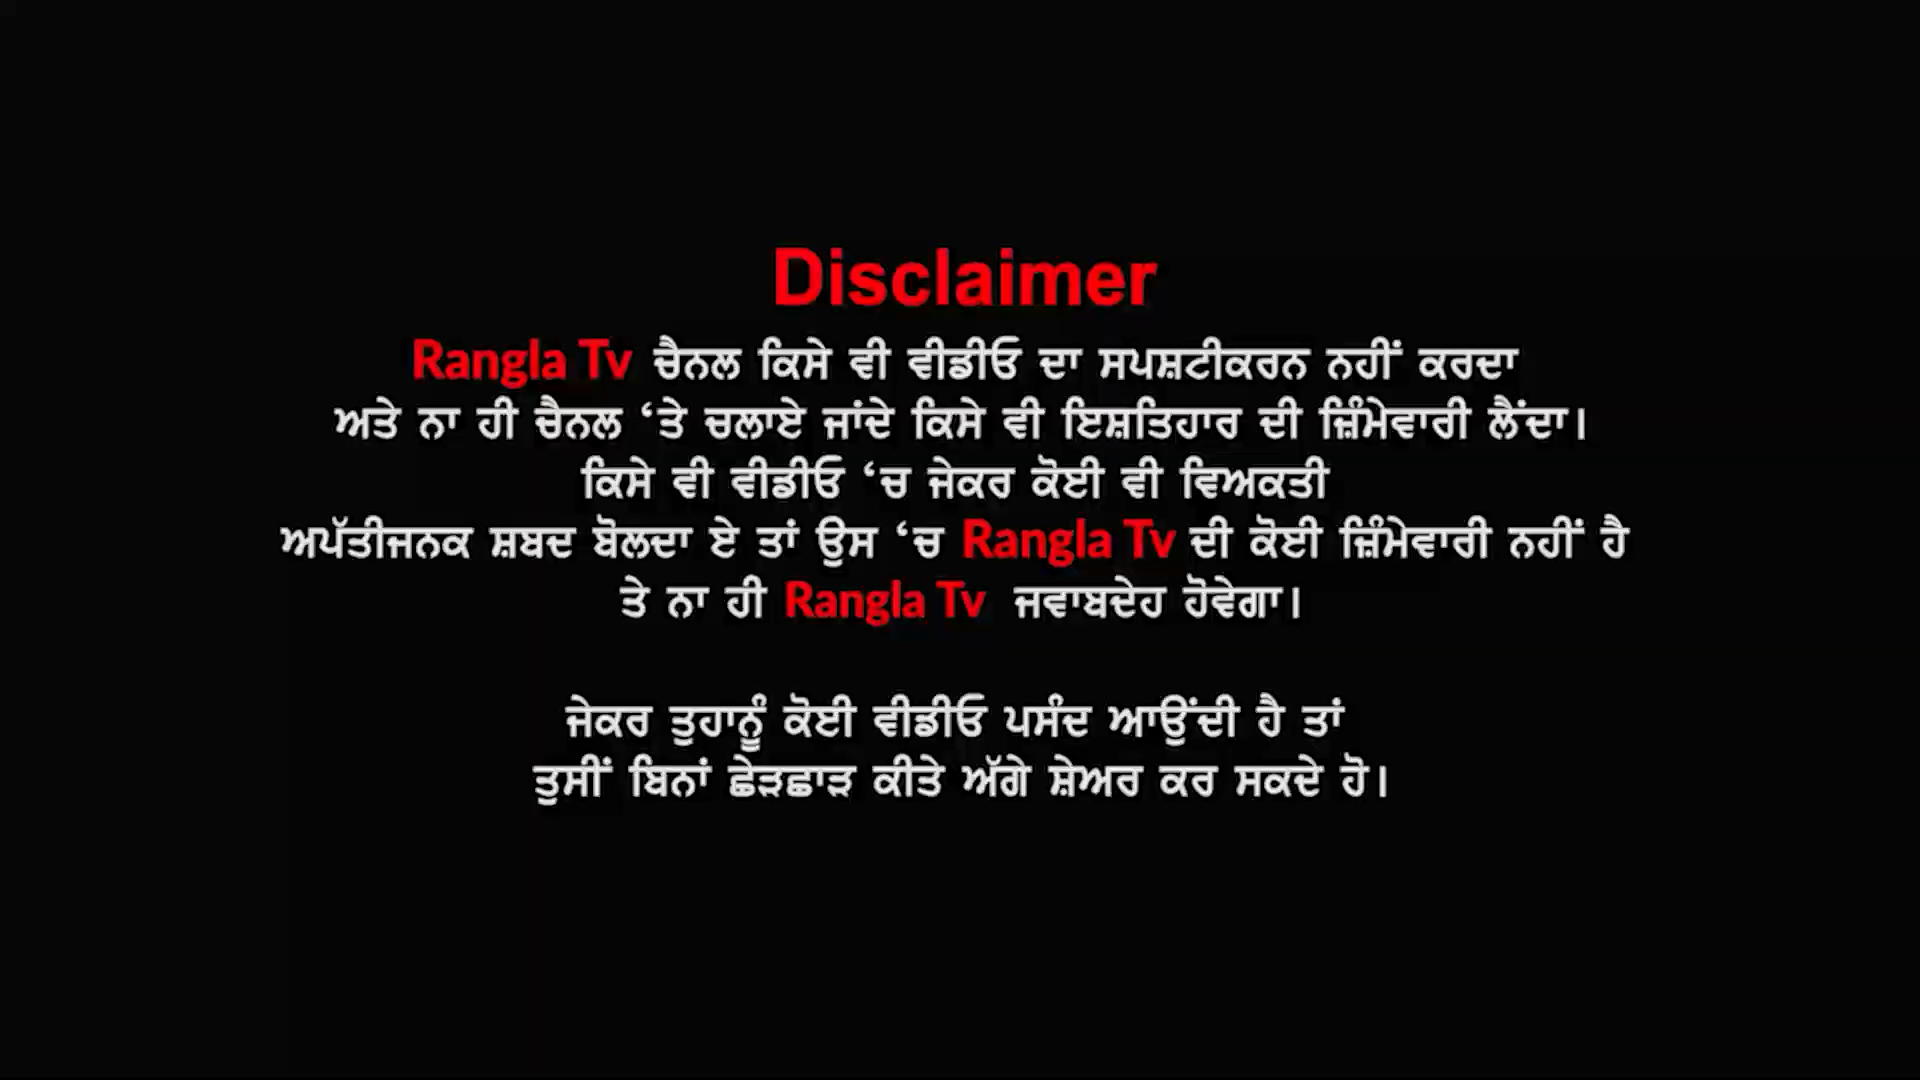 Disclaimer
Rangla Tv ਚੈਨਲ ਕਿਸੇ ਵੀ ਵੀਡੀਓ ਦਾ ਸਪਸ਼ਟੀਕਰਨ ਨਹੀਂ ਕਰਦਾ
ਅਤੇ ਨਾ ਹੀ ਚੈਨਲ ‘ਤੇ ਚਲਾਏ ਜਾਂਦੇ ਕਿਸੇ ਵੀ ਇਸ਼ਤਿਹਾਰ ਦੀ ਜ਼ਿੰਮੇਵਾਰੀ ਲੈਂਦਾ।
ਕਿਸੇ ਵੀ ਵੀਡੀਓ ‘ਚ ਜੇਕਰ ਕੋਈ ਵੀ ਵਿਅਕਤੀ
ਅਪੱਤੀਜਨਕ ਸ਼ਬਦ ਬੋਲਦਾ ਏ ਤਾਂ ਉਸ ‘ਚ Rangla Tv ਦੀ ਕੋਈ ਜ਼ਿੰਮੇਵਾਰੀ ਨਹੀਂ ਹੈ
ਤੇ ਨਾ ਹੀ Rangla Tv ਜਵਾਬਦੇਹ ਹੋਵੇਗਾ।
ਜੇਕਰ ਤੁਹਾਨੂੰ ਕੋਈ ਵੀਡੀਓ ਪਸੰਦ ਆਉਂਦੀ ਹੈ ਤਾਂ
ਤੁਸੀਂ ਬਿਨਾਂ ਛੇੜਛਾੜ ਕੀਤੇ ਅੱਗੇ ਸ਼ੇਅਰ ਕਰ ਸਕਦੇ ਹੋ।